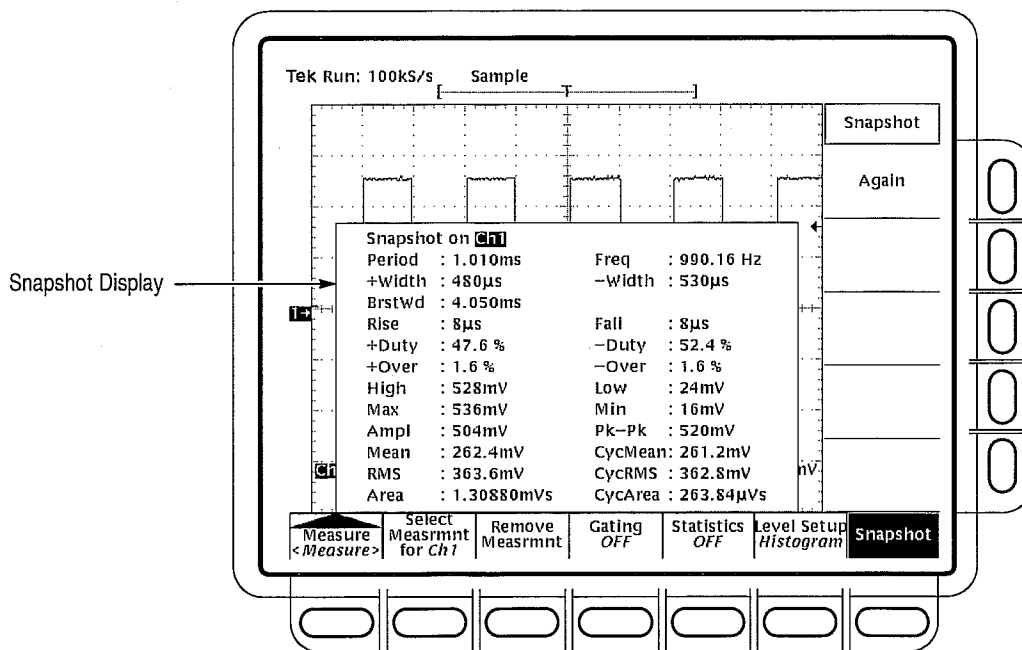 Tek Run: 100kS/s Sample
T
Snapshot
Again
Snapshot Display
Snapshot on Ch1
Period : 1.010ms Freq : 990.16 Hz
+Width : 480µs −Width : 530µs
BrstWd : 4.050ms
1→
Rise : 8µs Fall : 8µs
+Duty : 47.6 % −Duty : 52.4 %
+Over : 1.6 % −Over : 1.6 %
High : 528mV Low : 24mV
Max : 536mV Min : 16mV
Ampl : 504mV Pk−Pk : 520mV
Mean : 262.4mV CycMean: 261.2mV
Ch mV
RMS : 363.6mV CycRMS : 362.8mV
Area : 1.30880mVs CycArea : 263.84µVs
Measure
<Measure>
Select
Measrmnt
for Ch1
Remove
Measrmnt
Gating
OFF
Statistics
OFF
Level Setup
Histogram
Snapshot